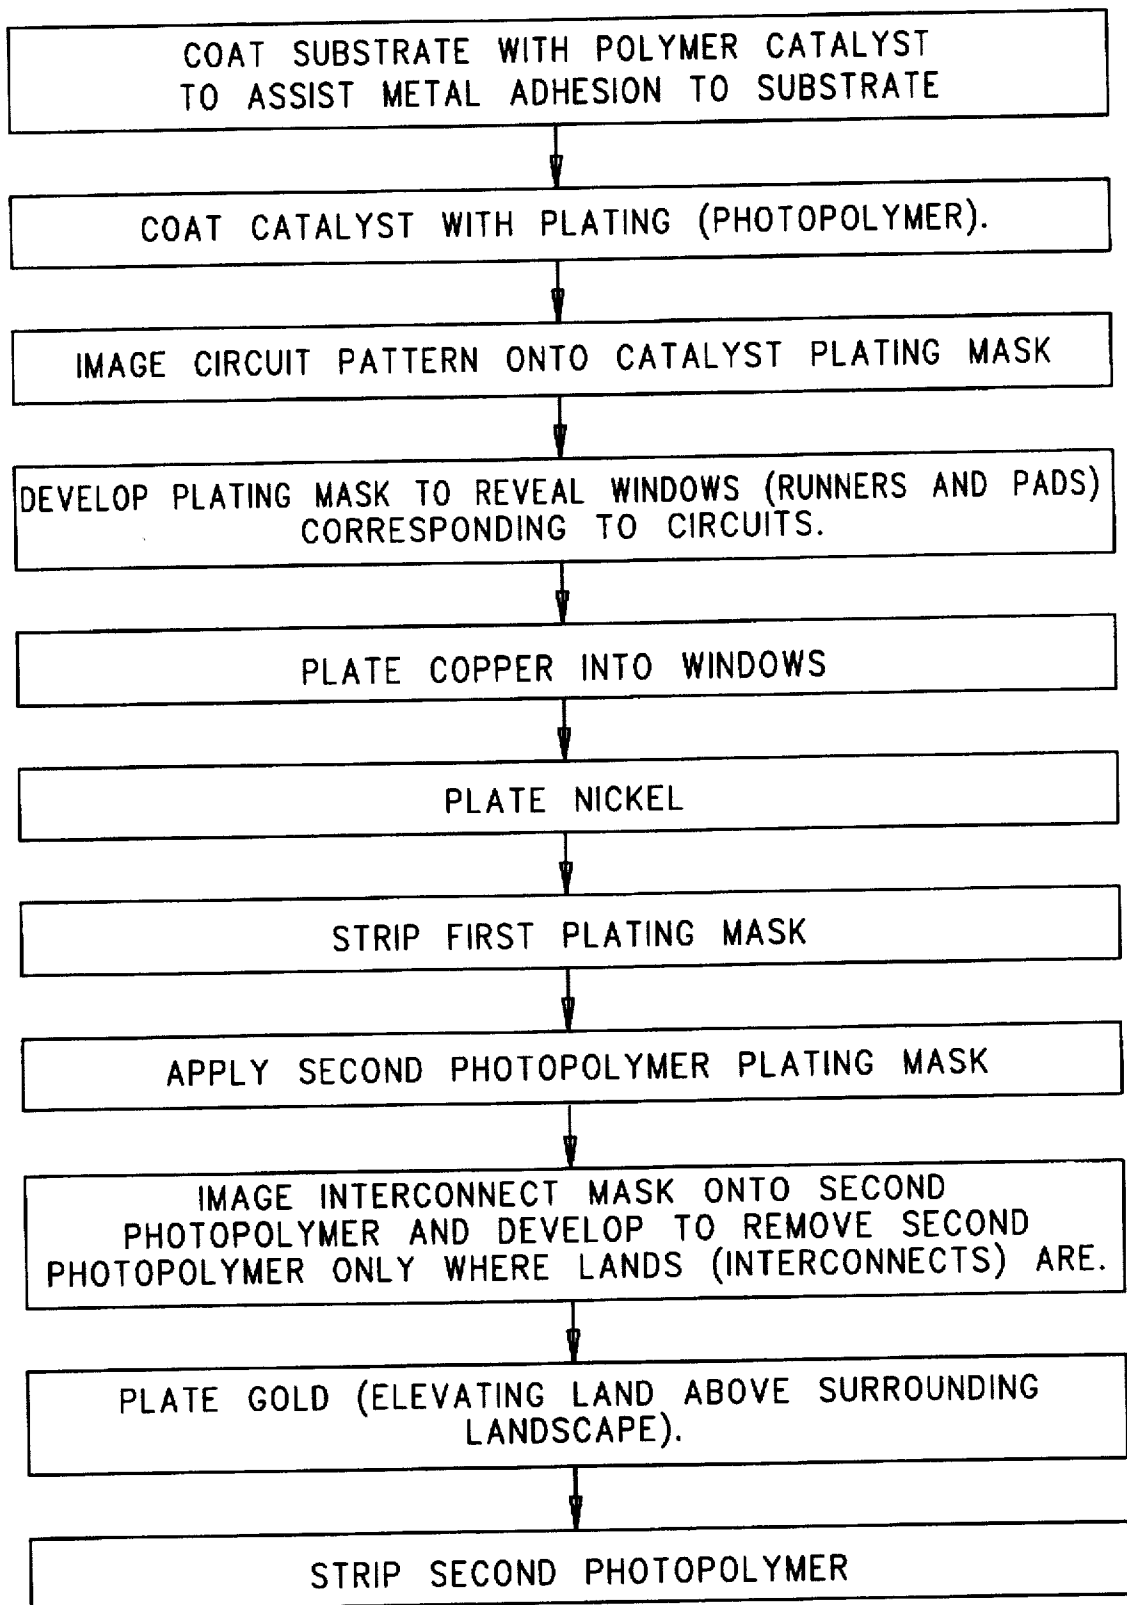 COAT SUBSTRATE WITH POLYMER CATALYST
TO ASSIST METAL ADHESION TO SUBSTRATE
COAT CATALYST WITH PLATING (PHOTOPOLYMER).
IMAGE CIRCUIT PATTERN ONTO CATALYST PLATING MASK
DEVELOP PLATING MASK TO REVEAL WINDOWS (RUNNERS AND PADS)
CORRESPONDING TO CIRCUITS.
PLATE COPPER INTO WINDOWS
PLATE NICKEL
STRIP FIRST PLATING MASK
APPLY SECOND PHOTOPOLYMER PLATING MASK
IMAGE INTERCONNECT MASK ONTO SECOND
PHOTOPOLYMER AND DEVELOP TO REMOVE SECOND
PHOTOPOLYMER ONLY WHERE LANDS (INTERCONNECTS) ARE.
PLATE GOLD (ELEVATING LAND ABOVE SURROUNDING
LANDSCAPE).
STRIP SECOND PHOTOPOLYMER